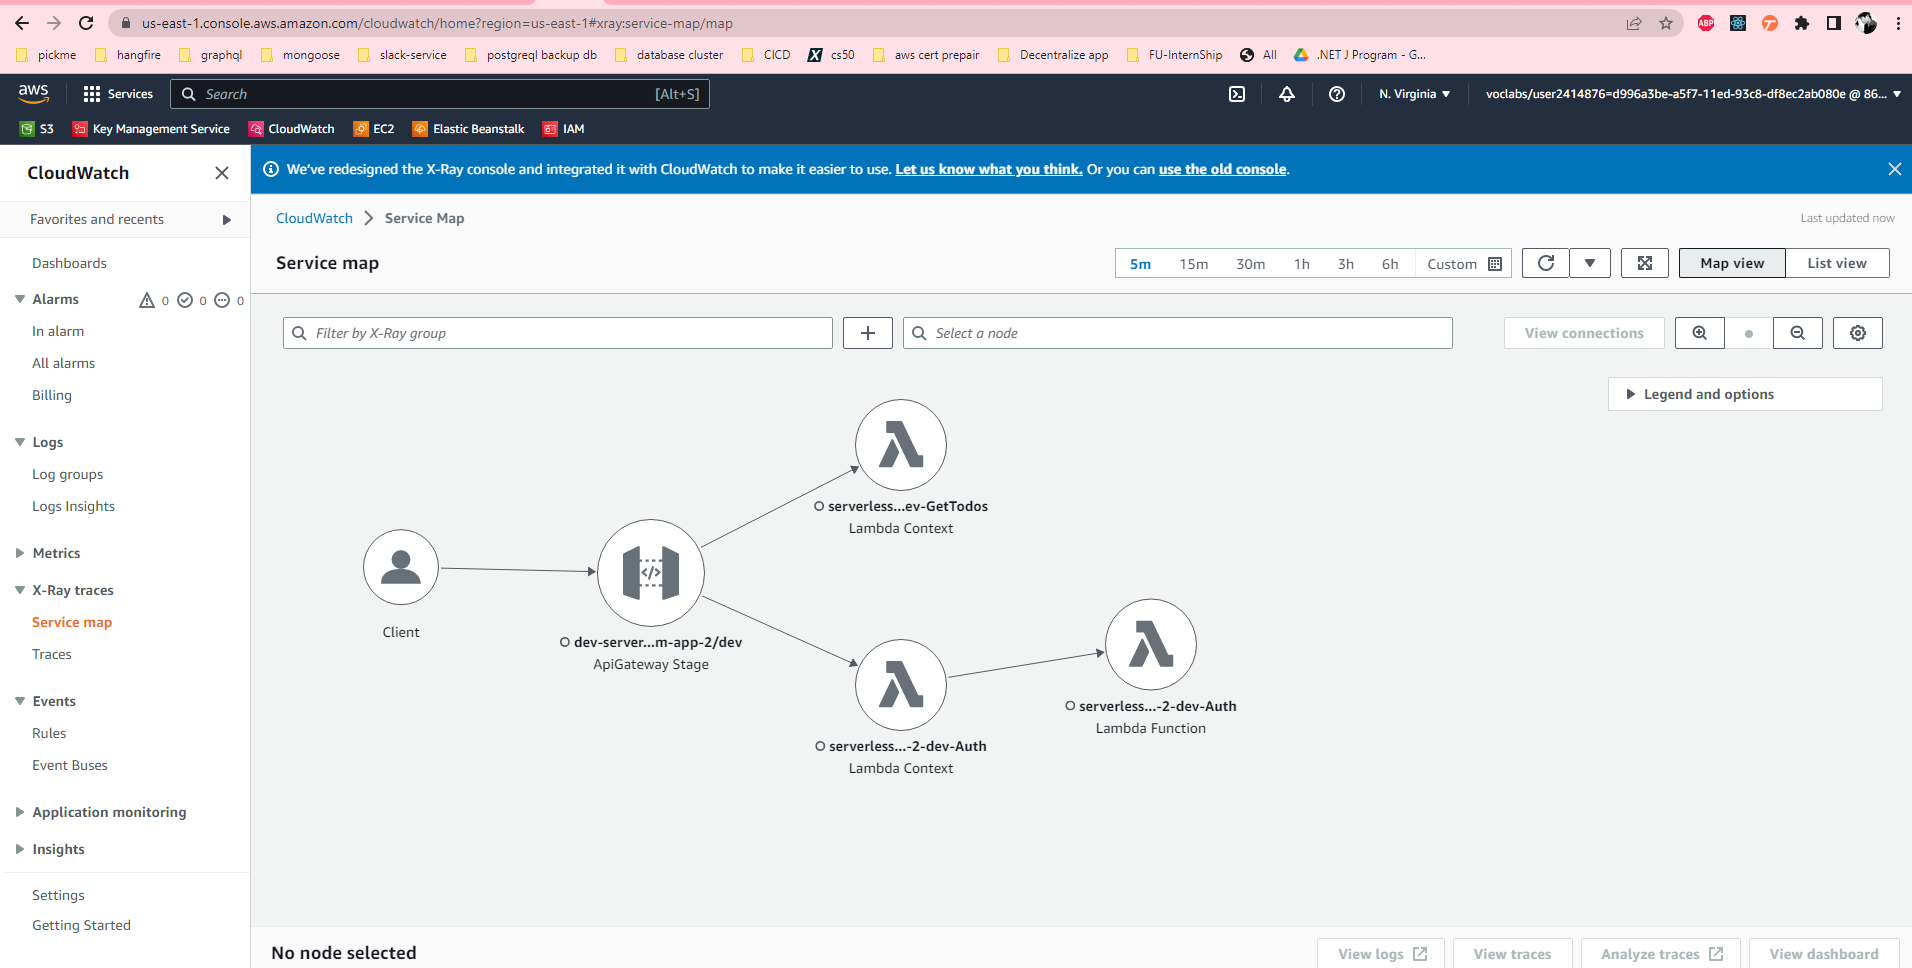 us-east-1.console.aws.amazon.com/cloudwatch/home?region=us-east-1#xray:service-map/map
ABP
pickme hangfire graphql mongoose slack-service postgreql backup db database cluster CICD cs50 aws cert prepair Decentralize app FU-InternShip All .NET J Program - G...
aws Services Search [Alt+S] N. Virginia voclabs/user2414876=d996a3be-a5f7-11ed-93c8-df8ec2ab080e @ 86...
S3 Key Management Service CloudWatch EC2 Elastic Beanstalk IAM
CloudWatch
Favorites and recents
Dashboards
Alarms 0 0 0
In alarm
All alarms
Billing
Logs
Log groups
Logs Insights
Metrics
X-Ray traces
Service map
Traces
Events
Rules
Event Buses
Application monitoring
Insights
Settings
Getting Started
We've redesigned the X-Ray console and integrated it with CloudWatch to make it easier to use. Let us know what you think. Or you can use the old console.
CloudWatch Service Map
Last updated now
Service map
5m 15m 30m 1h 3h 6h Custom
Map view List view
Filter by X-Ray group
Select a node
View connections
Legend and options
serverless...ev-GetTodos
Lambda Context
Client
dev-server...m-app-2/dev
ApiGateway Stage
serverless...-2-dev-Auth
Lambda Function
serverless...-2-dev-Auth
Lambda Context
No node selected
View logs View traces Analyze traces View dashboard